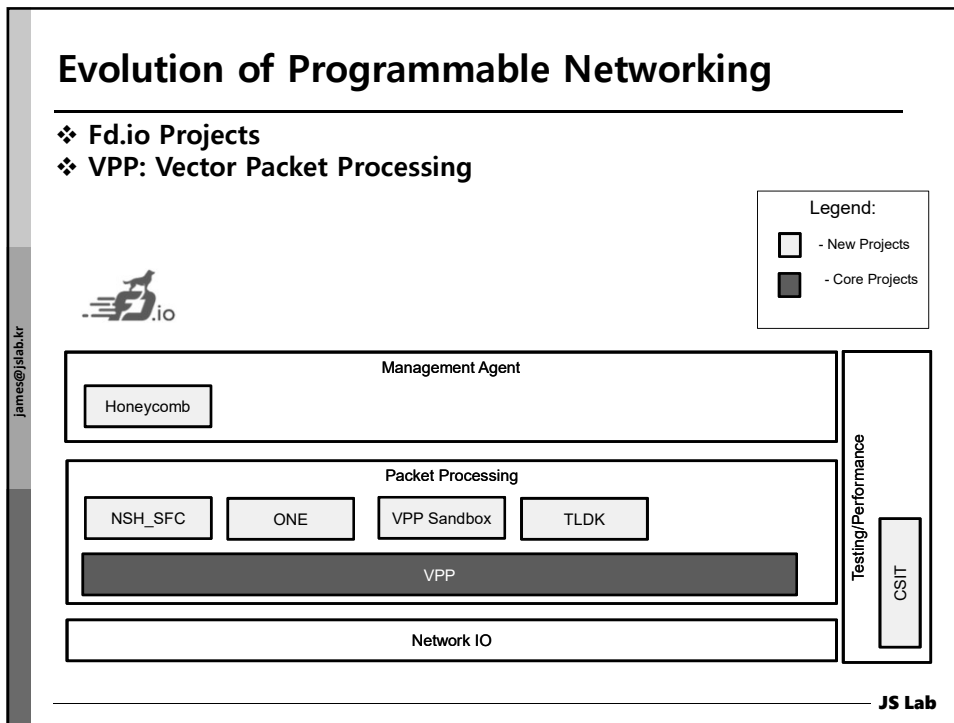 Evolution of Programmable Networking
❖ Fd.io Projects
❖ VPP: Vector Packet Processing
Legend:
- New Projects
- Core Projects
FD.io
james@jslab.kr
Management Agent
Honeycomb
Packet Processing
NSH_SFC
ONE
VPP Sandbox
TLDK
VPP
Network IO
Testing/Performance
CSIT
JS Lab